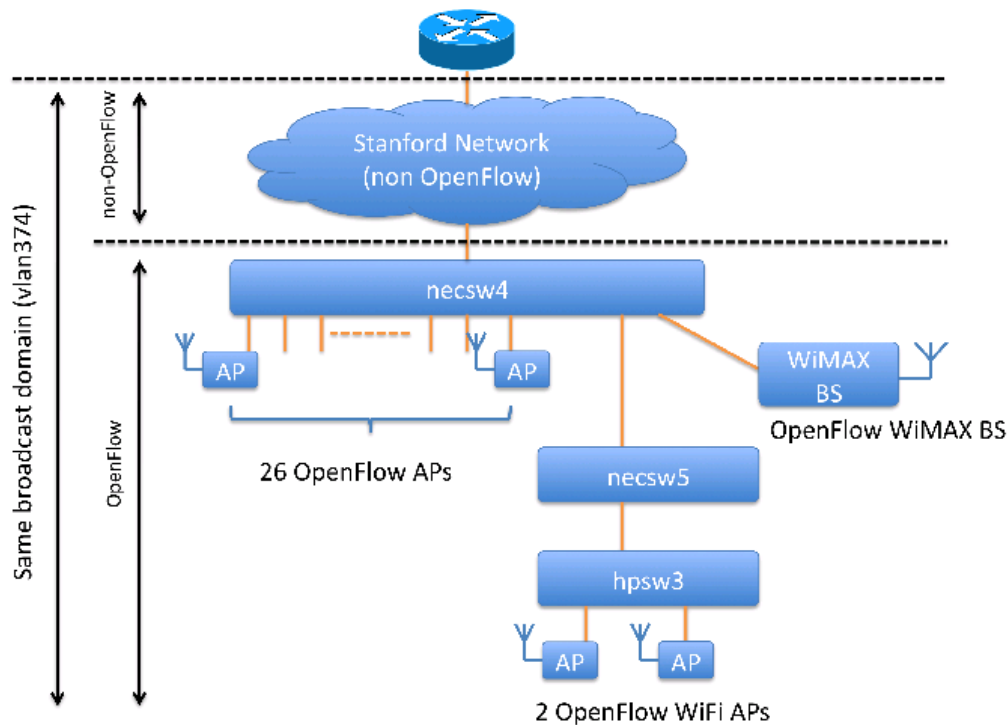 Same broadcast domain (vlan374)
non-OpenFlow
Stanford Network
(non OpenFlow)
OpenFlow
necsw4
AP
AP
WiMAX
BS
OpenFlow WiMAX BS
26 OpenFlow APs
necsw5
hpsw3
AP
AP
2 OpenFlow WiFi APs